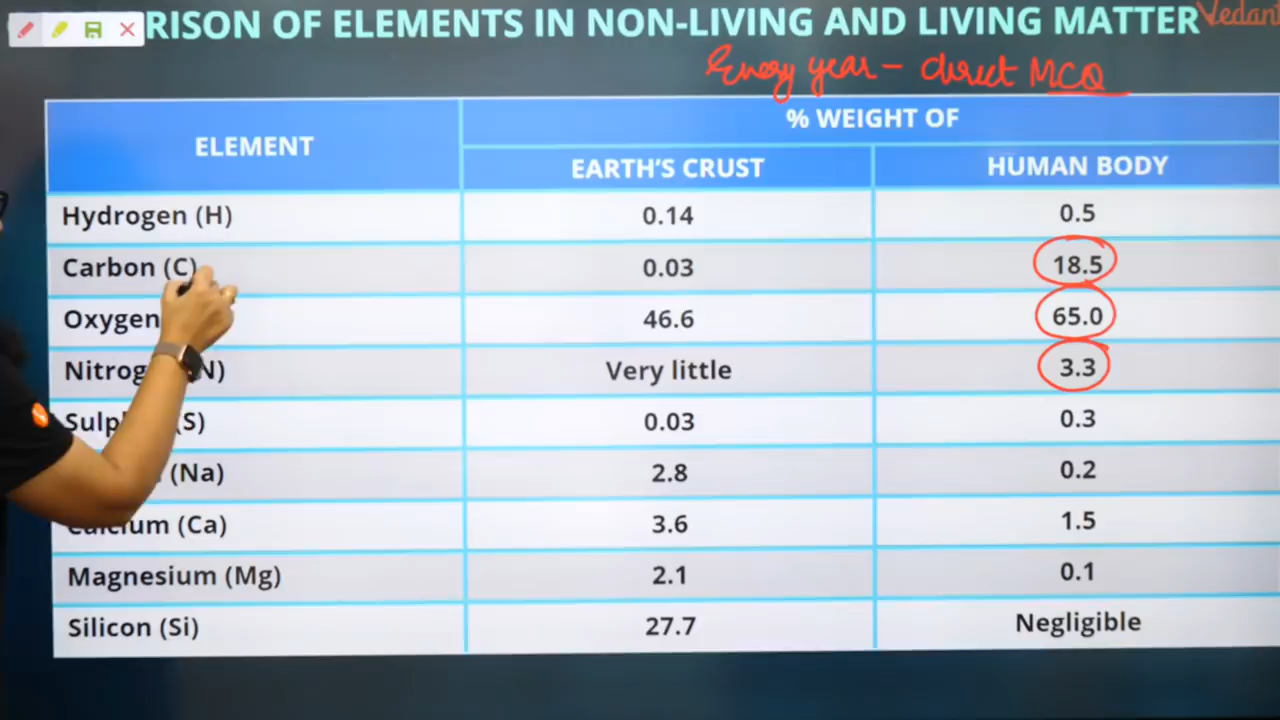 RISON OF ELEMENTS IN NON-LIVING AND LIVING MATTER
Vedant
Every year - direct MCQ
ELEMENT
% WEIGHT OF
EARTH'S CRUST
HUMAN BODY
Hydrogen (H) 0.14 0.5
Carbon (C) 0.03 18.5
Oxygen 46.6 65.0
Nitrog N) Very little 3.3
Sulp (S) 0.03 0.3
(Na) 2.8 0.2
Calcium (Ca) 3.6 1.5
Magnesium (Mg) 2.1 0.1
Silicon (Si) 27.7 Negligible